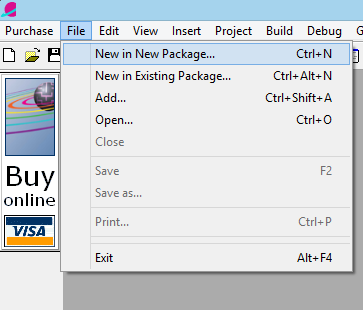 Purchase File Edit View Insert Project Build Debug G
New in New Package... Ctrl+N
New in Existing Package... Ctrl+Alt+N
Add... Ctrl+Shift+A
Open... Ctrl+O
Close
Save F2
Save as...
Print... Ctrl+P
Exit Alt+F4
Buy
online
VISA